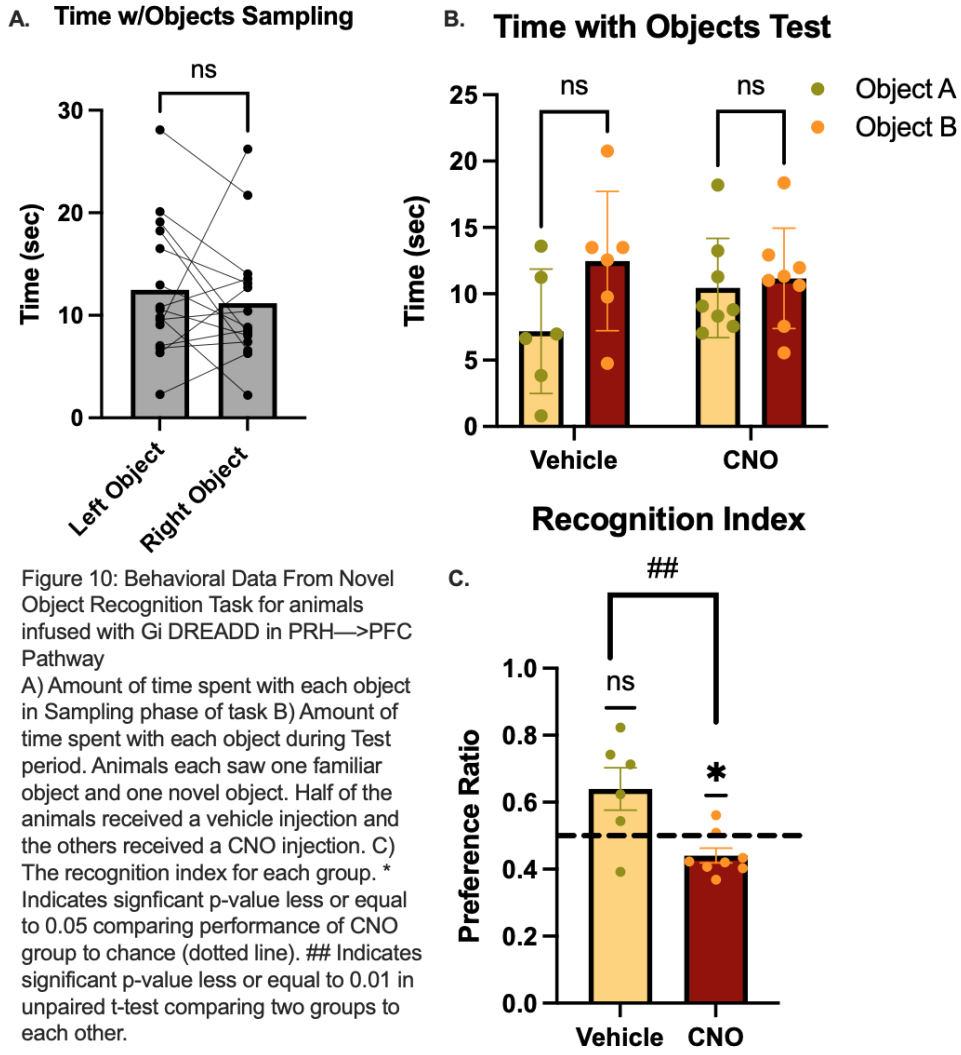 A. Time w/Objects Sampling
ns
30
20
10
0
Time (sec)
Left Object
Right Object
B. Time with Objects Test
ns
ns
Object A
Object B
25
20
15
10
5
0
Time (sec)
Vehicle
CNO
Figure 10: Behavioral Data From Novel
Object Recognition Task for animals
infused with Gi DREADD in PRH—>PFC
Pathway
A) Amount of time spent with each object
in Sampling phase of task B) Amount of
time spent with each object during Test
period. Animals each saw one familiar
object and one novel object. Half of the
animals received a vehicle injection and
the others received a CNO injection. C)
The recognition index for each group. *
Indicates signficant p-value less or equal
to 0.05 comparing performance of CNO
group to chance (dotted line). ## Indicates
significant p-value less or equal to 0.01 in
unpaired t-test comparing two groups to
each other.
Recognition Index
C.
##
ns
*
1.0
0.8
0.6
0.4
0.2
0.0
Preference Ratio
Vehicle
CNO